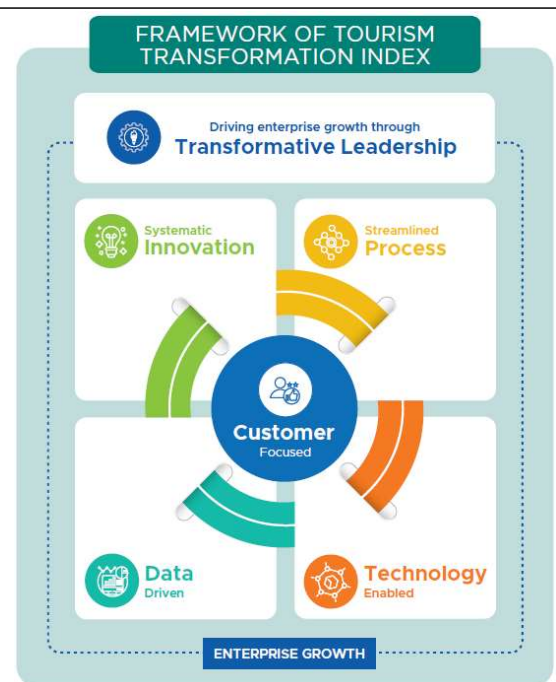 FRAMEWORK OF TOURISM
TRANSFORMATION INDEX
Driving enterprise growth through
Transformative Leadership
Systematic
Innovation
Streamlined
Process
Customer
Focused
Data
Driven
Technology
Enabled
ENTERPRISE GROWTH